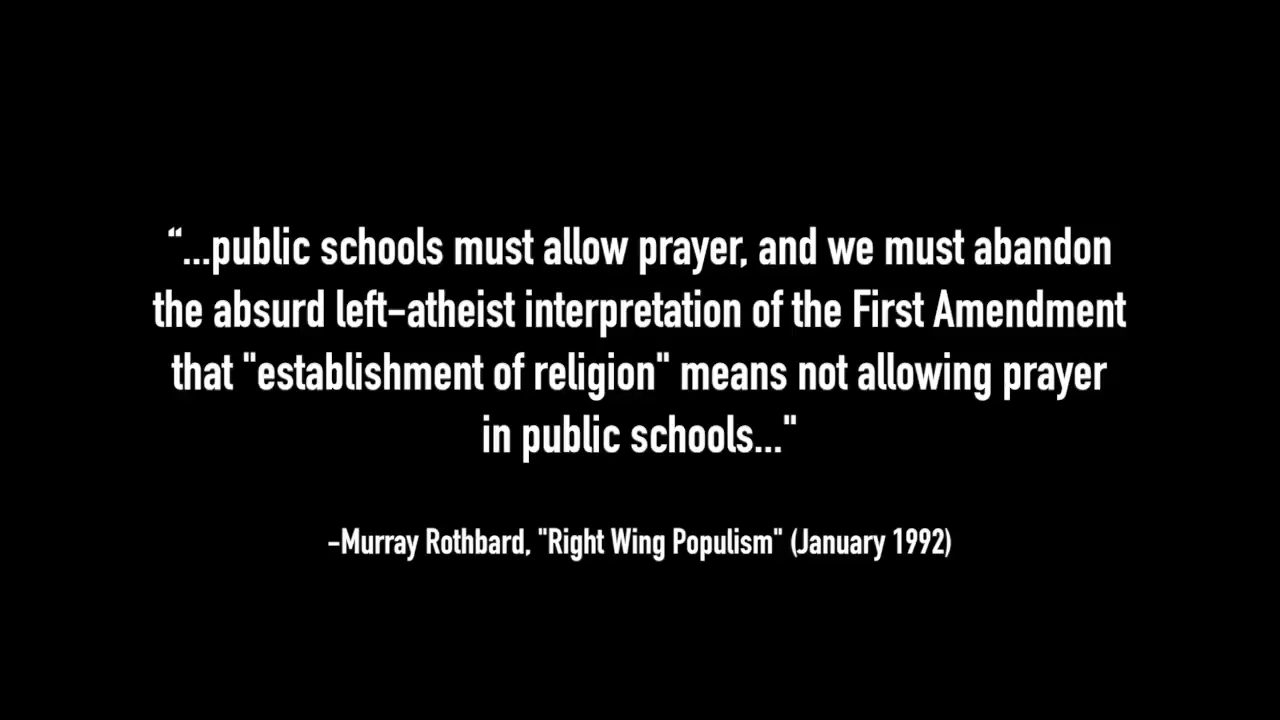 “...public schools must allow prayer, and we must abandon
the absurd left-atheist interpretation of the First Amendment
that "establishment of religion" means not allowing prayer
in public schools..."
-Murray Rothbard, "Right Wing Populism" (January 1992)